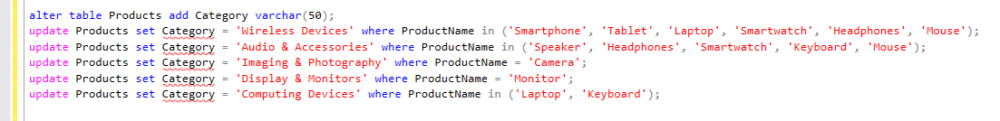 alter table Products add Category varchar(50);
update Products set Category = 'Wireless Devices' where ProductName in ('Smartphone', 'Tablet', 'Laptop', 'Smartwatch', 'Headphones', 'Mouse');
update Products set Category = 'Audio & Accessories' where ProductName in ('Speaker', 'Headphones', 'Smartwatch', 'Keyboard', 'Mouse');
update Products set Category = 'Imaging & Photography' where ProductName = 'Camera';
update Products set Category = 'Display & Monitors' where ProductName = 'Monitor';
update Products set Category = 'Computing Devices' where ProductName in ('Laptop', 'Keyboard');